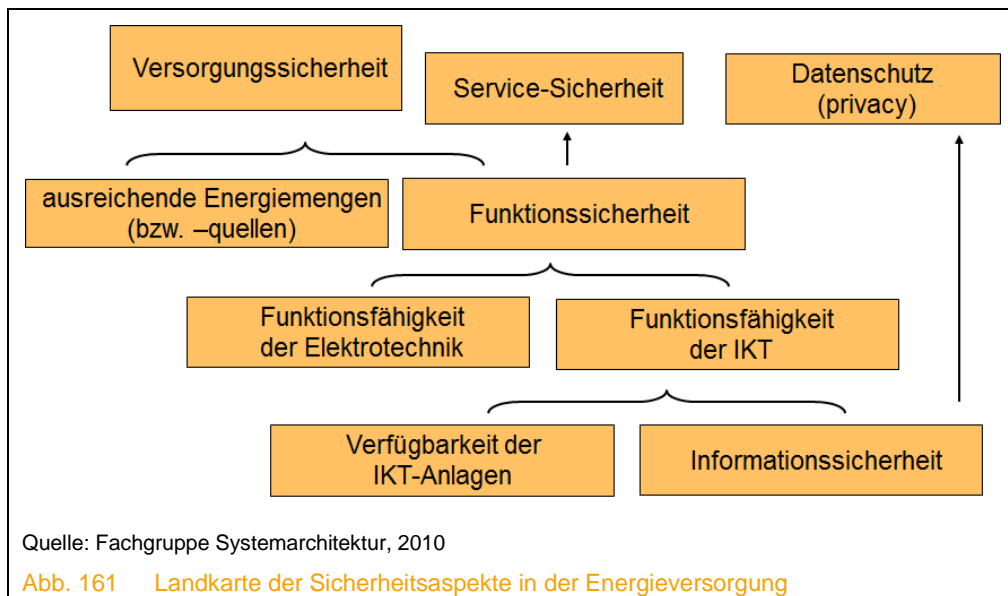 Versorgungssicherheit
Service-Sicherheit
Datenschutz
(privacy)
ausreichende Energiemengen
(bzw. –quellen)
Funktionssicherheit
Funktionsfähigkeit
der Elektrotechnik
Funktionsfähigkeit
der IKT
Verfügbarkeit der
IKT-Anlagen
Informationssicherheit
Quelle: Fachgruppe Systemarchitektur, 2010
Abb. 161 Landkarte der Sicherheitsaspekte in der Energieversorgung